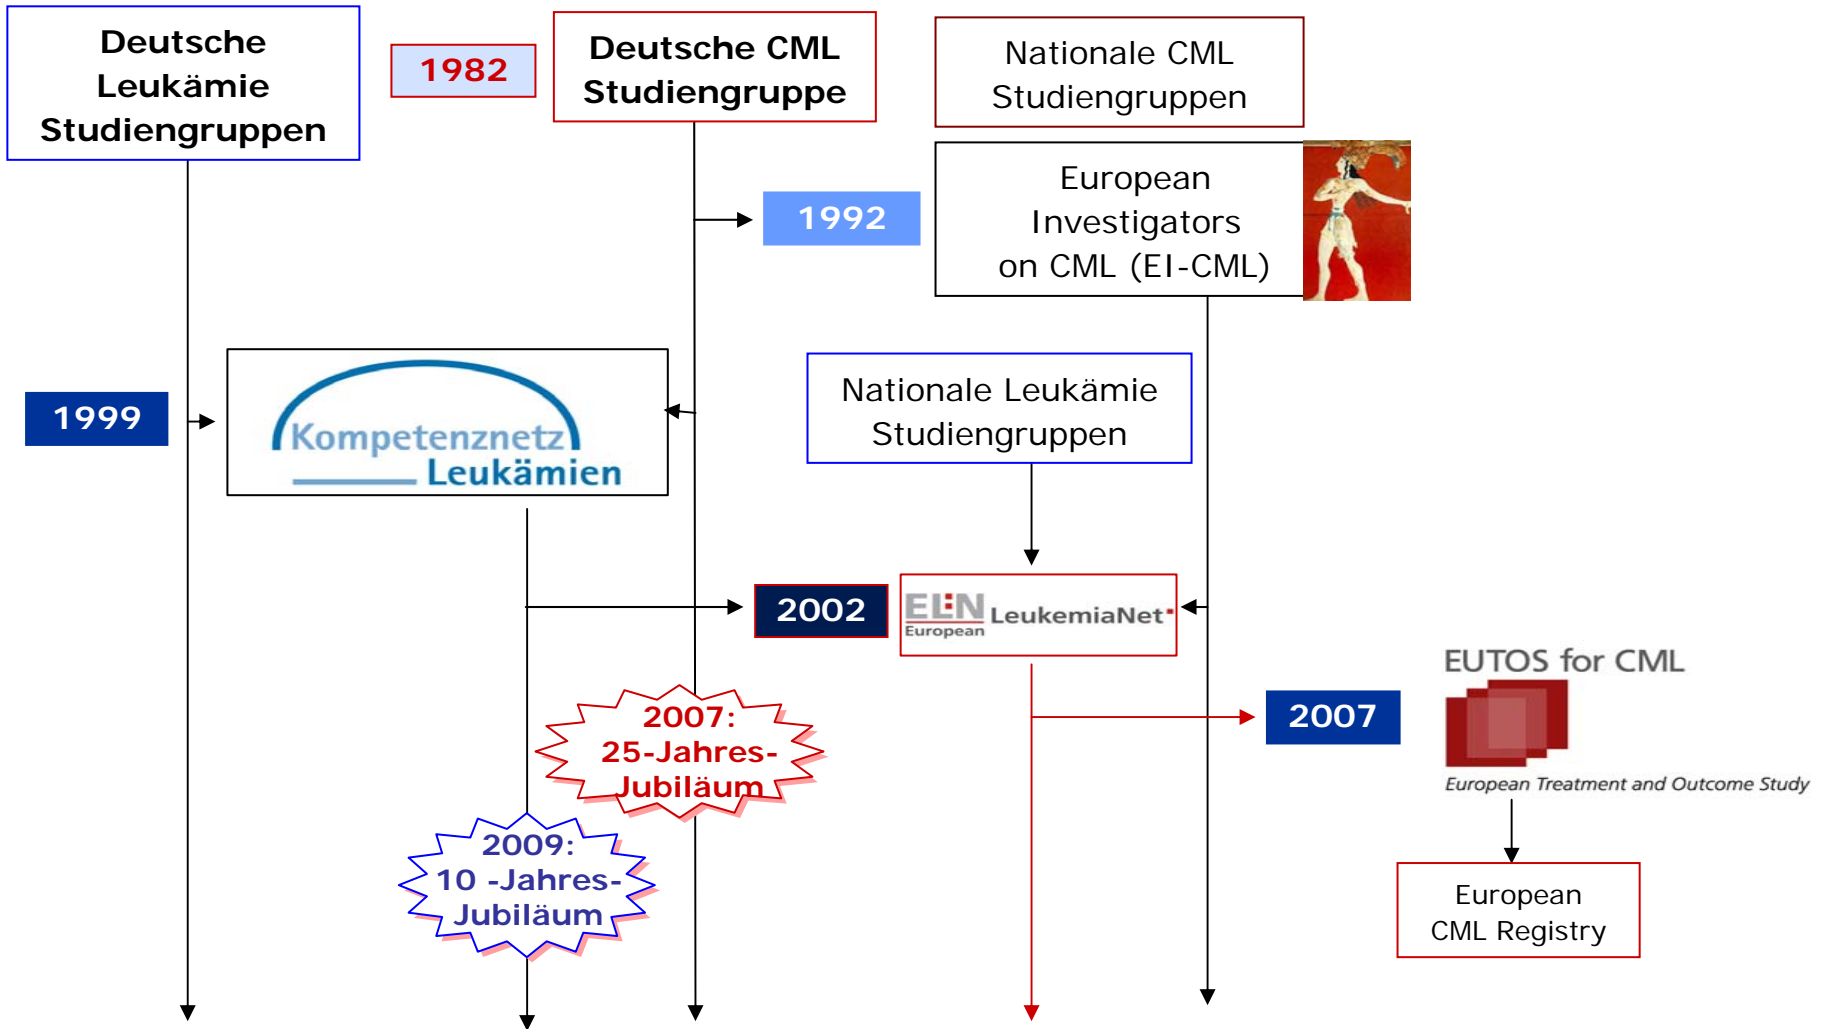 Deutsche
Leukämie
Studiengruppen
1982
Deutsche CML
Studiengruppe
Nationale CML
Studiengruppen
1992
European
Investigators
on CML (EI-CML)
1999
Kompetenznetz
Leukämien
Nationale Leukämie
Studiengruppen
2002
ELN
European
LeukemiaNet
2007:
25-Jahres-
Jubiläum
2007
EUTOS for CML
European Treatment and Outcome Study
2009:
10 -Jahres-
Jubiläum
European
CML Registry